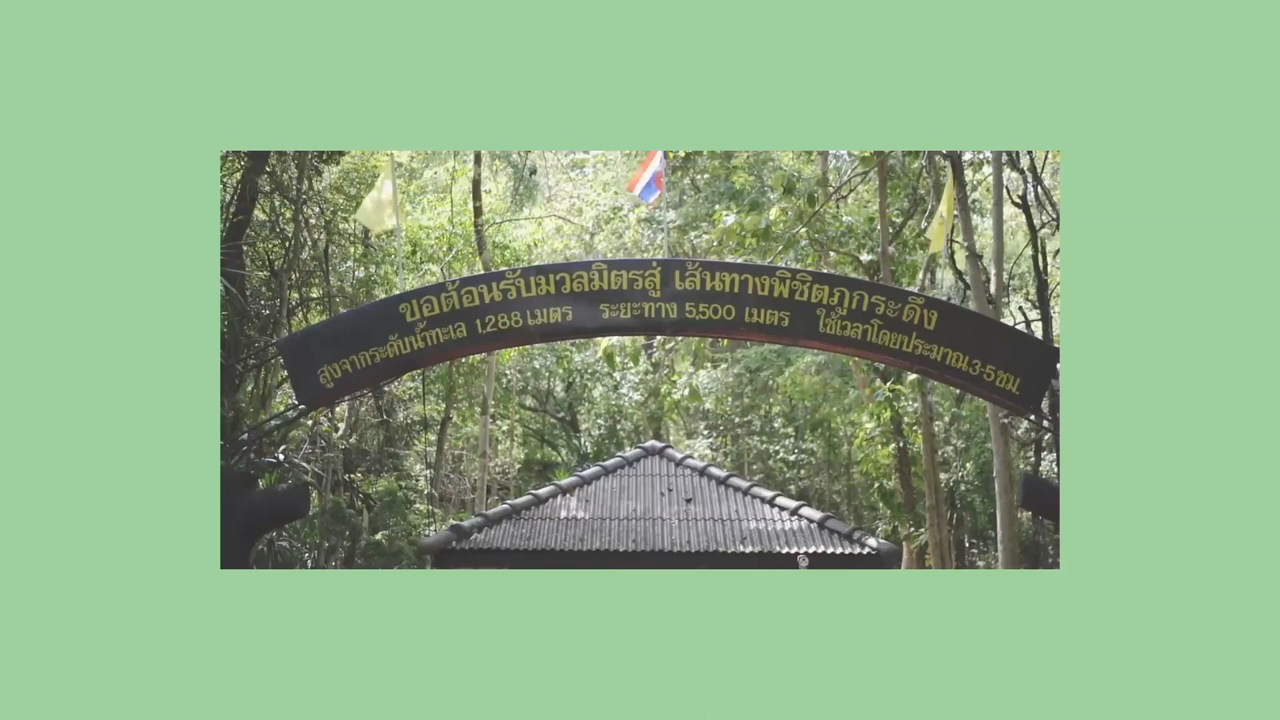 ขอต้อนรับมวลมิตรสู่ เส้นทางพิชิตภูกระดึง
สูงจากระดับน้ำทะเล 1,288 เมตร ระยะทาง 5,500 เมตร ใช้เวลาโดยประมาณ 3-5 ชม.